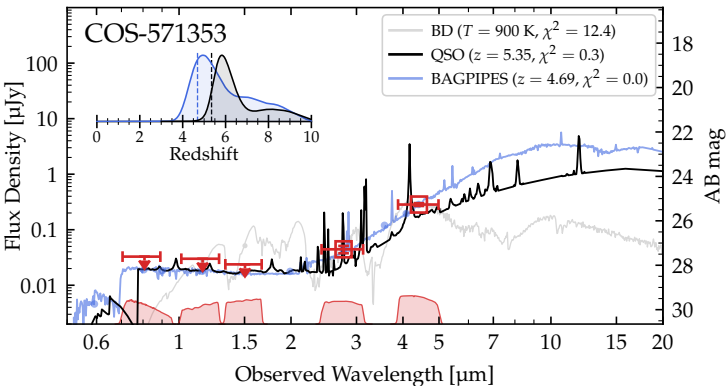 COS-571353
BD (T = 900 K, χ² = 12.4)
QSO (z = 5.35, χ² = 0.3)
BAGPIPES (z = 4.69, χ² = 0.0)
0 2 4 6 8 10
Redshift
100
10
1
0.1
0.01
Flux Density [μJy]
18
20
22
24
26
28
30
AB mag
0.6 1 1.5 2 3 4 5 10 15 20
Observed Wavelength [μm]